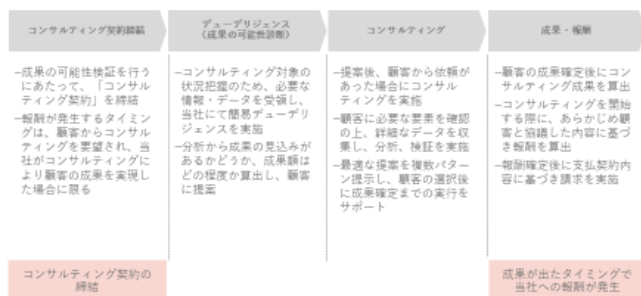 コンサルティング契約締結
デューデリジェンス
（成果の可能性診断）
コンサルティング
成果・報酬
–成果の可能性検証を行う
にあたって、「コンサル
ティング契約」を締結
–報酬が発生するタイミン
グは、顧客からコンサル
ティングを要望され、当
社がコンサルティングに
より顧客の成果を実現し
た場合に限る
–コンサルティング対象の
状況把握のため、必要な
情報・データを受領し、
当社にて簡易デューデリ
ジェンスを実施
–分析から成果の見込みが
あるかどうか、成果額は
どの程度か算出し、顧客
に提案
–提案後、顧客から依頼が
あった場合にコンサル
ティングを実施
–顧客に必要な要素を確認
の上、詳細なデータを収
集し、分析、検証を実施
–最適な提案を複数パター
ン提示し、顧客の選択後
に成果確定までの実行を
サポート
–顧客の成果確定後にコン
サルティング成果を算出
–コンサルティングを開始
する際に、あらかじめ顧
客と協議した内容に基づ
き報酬を算出
–報酬確定後に支払契約内
容に基づき請求を実施
コンサルティング契約の
締結
成果が出たタイミングで
当社への報酬が発生